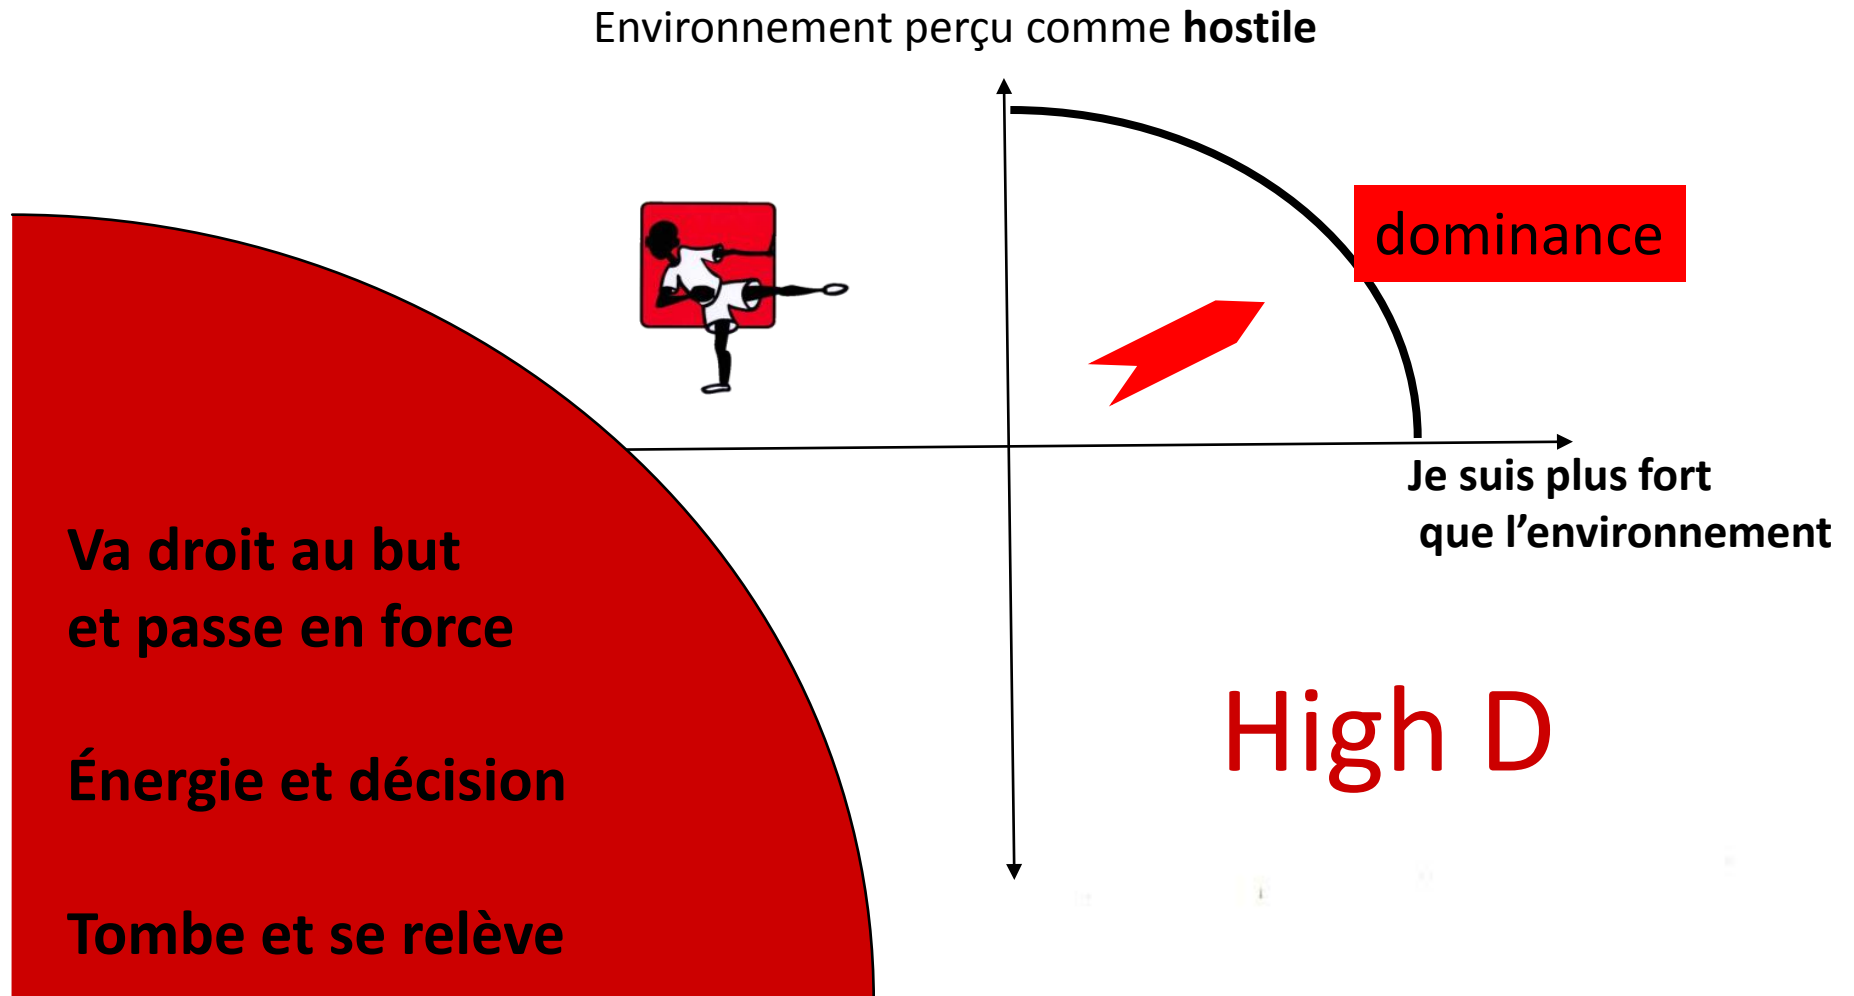 Environnement perçu comme hostile
dominance
Je suis plus fort
que l’environnement
Va droit au but
et passe en force
Énergie et décision
Tombe et se relève
High D